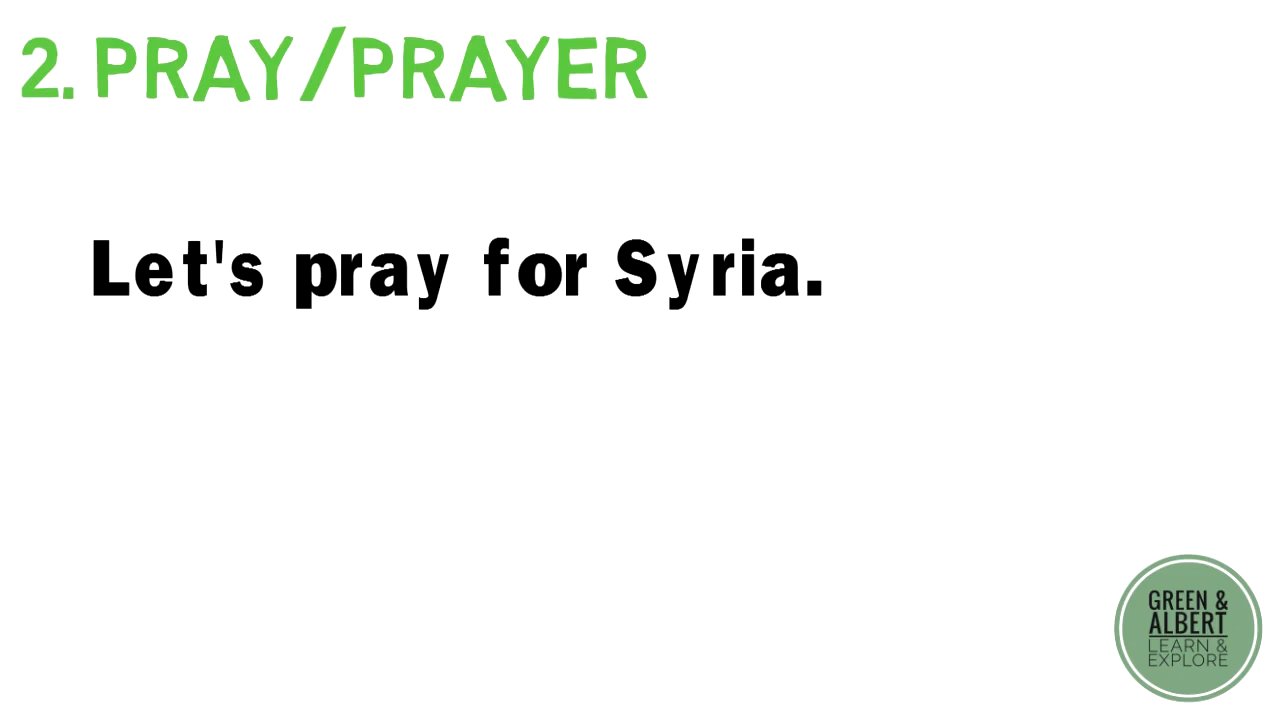 2. PRAY/PRAYER
Let's pray for Syria.
GREEN &
ALBERT
LEARN &
EXPLORE